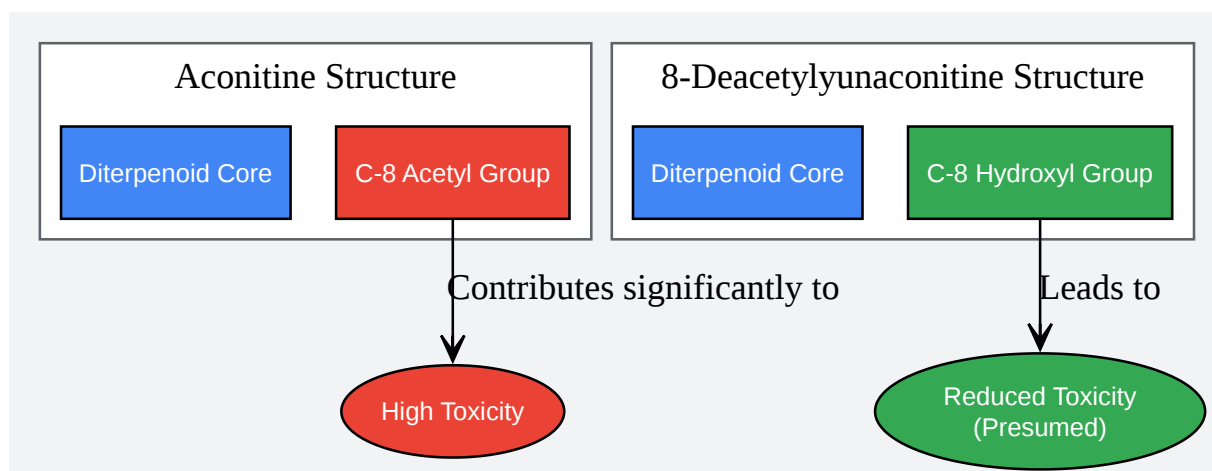 Aconitine Structure
8-Deacetylyunaconitine Structure
Diterpenoid Core
C-8 Acetyl Group
Diterpenoid Core
C-8 Hydroxyl Group
Contributes significantly to
Leads to
High Toxicity
Reduced Toxicity
(Presumed)